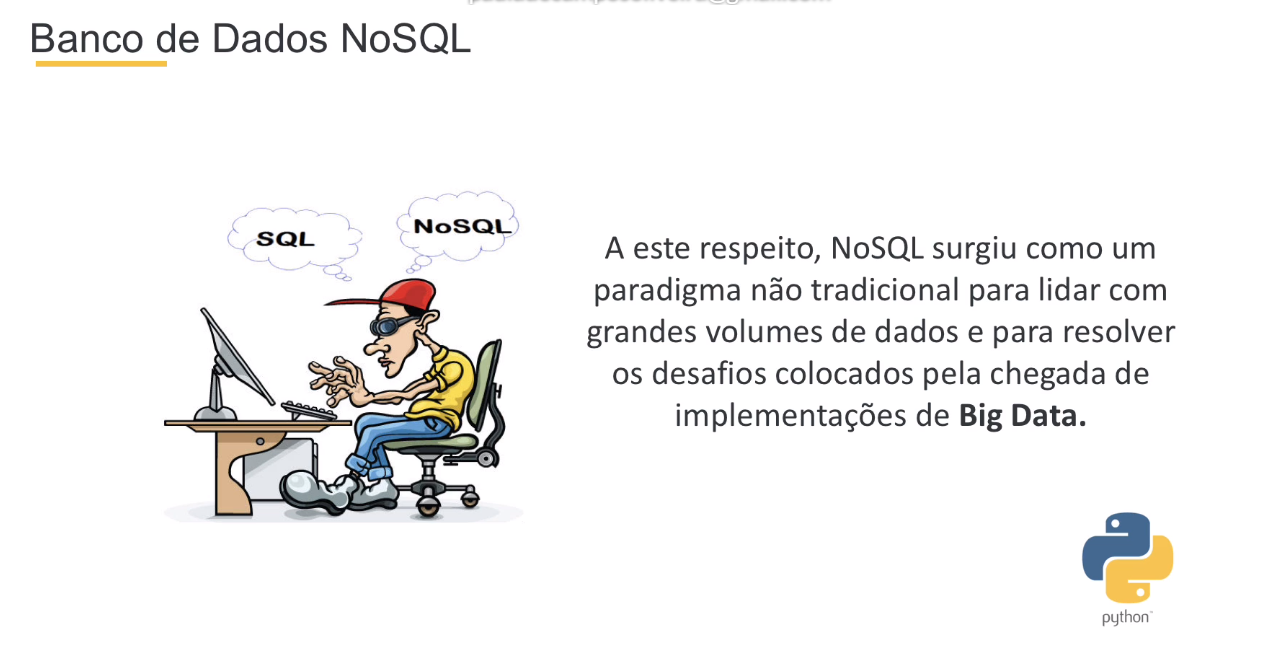 Banco de Dados NoSQL
SQL
NoSQL
A este respeito, NoSQL surgiu como um
paradigma não tradicional para lidar com
grandes volumes de dados e para resolver
os desafios colocados pela chegada de
implementações de Big Data.
python